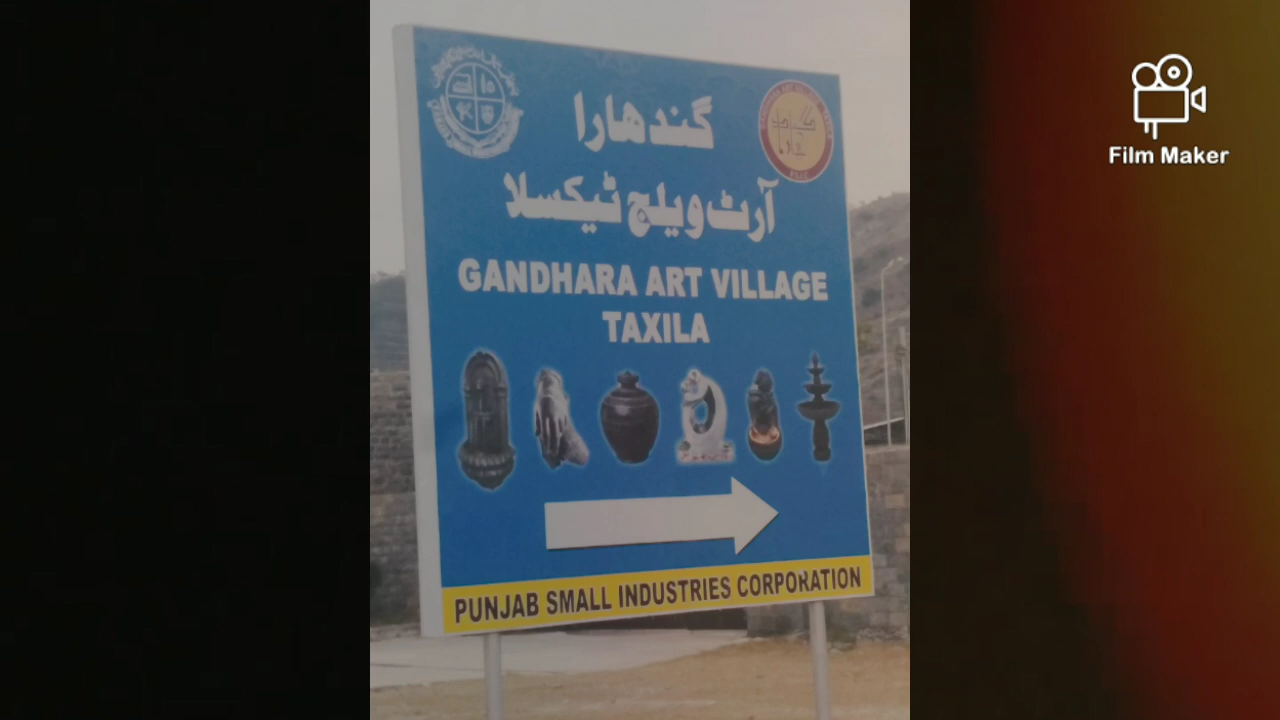 گندھارا
آرٹ ویلج ٹیکسلا
GANDHARA ART VILLAGE
TAXILA
PUNJAB SMALL INDUSTRIES CORPORATION
Film Maker